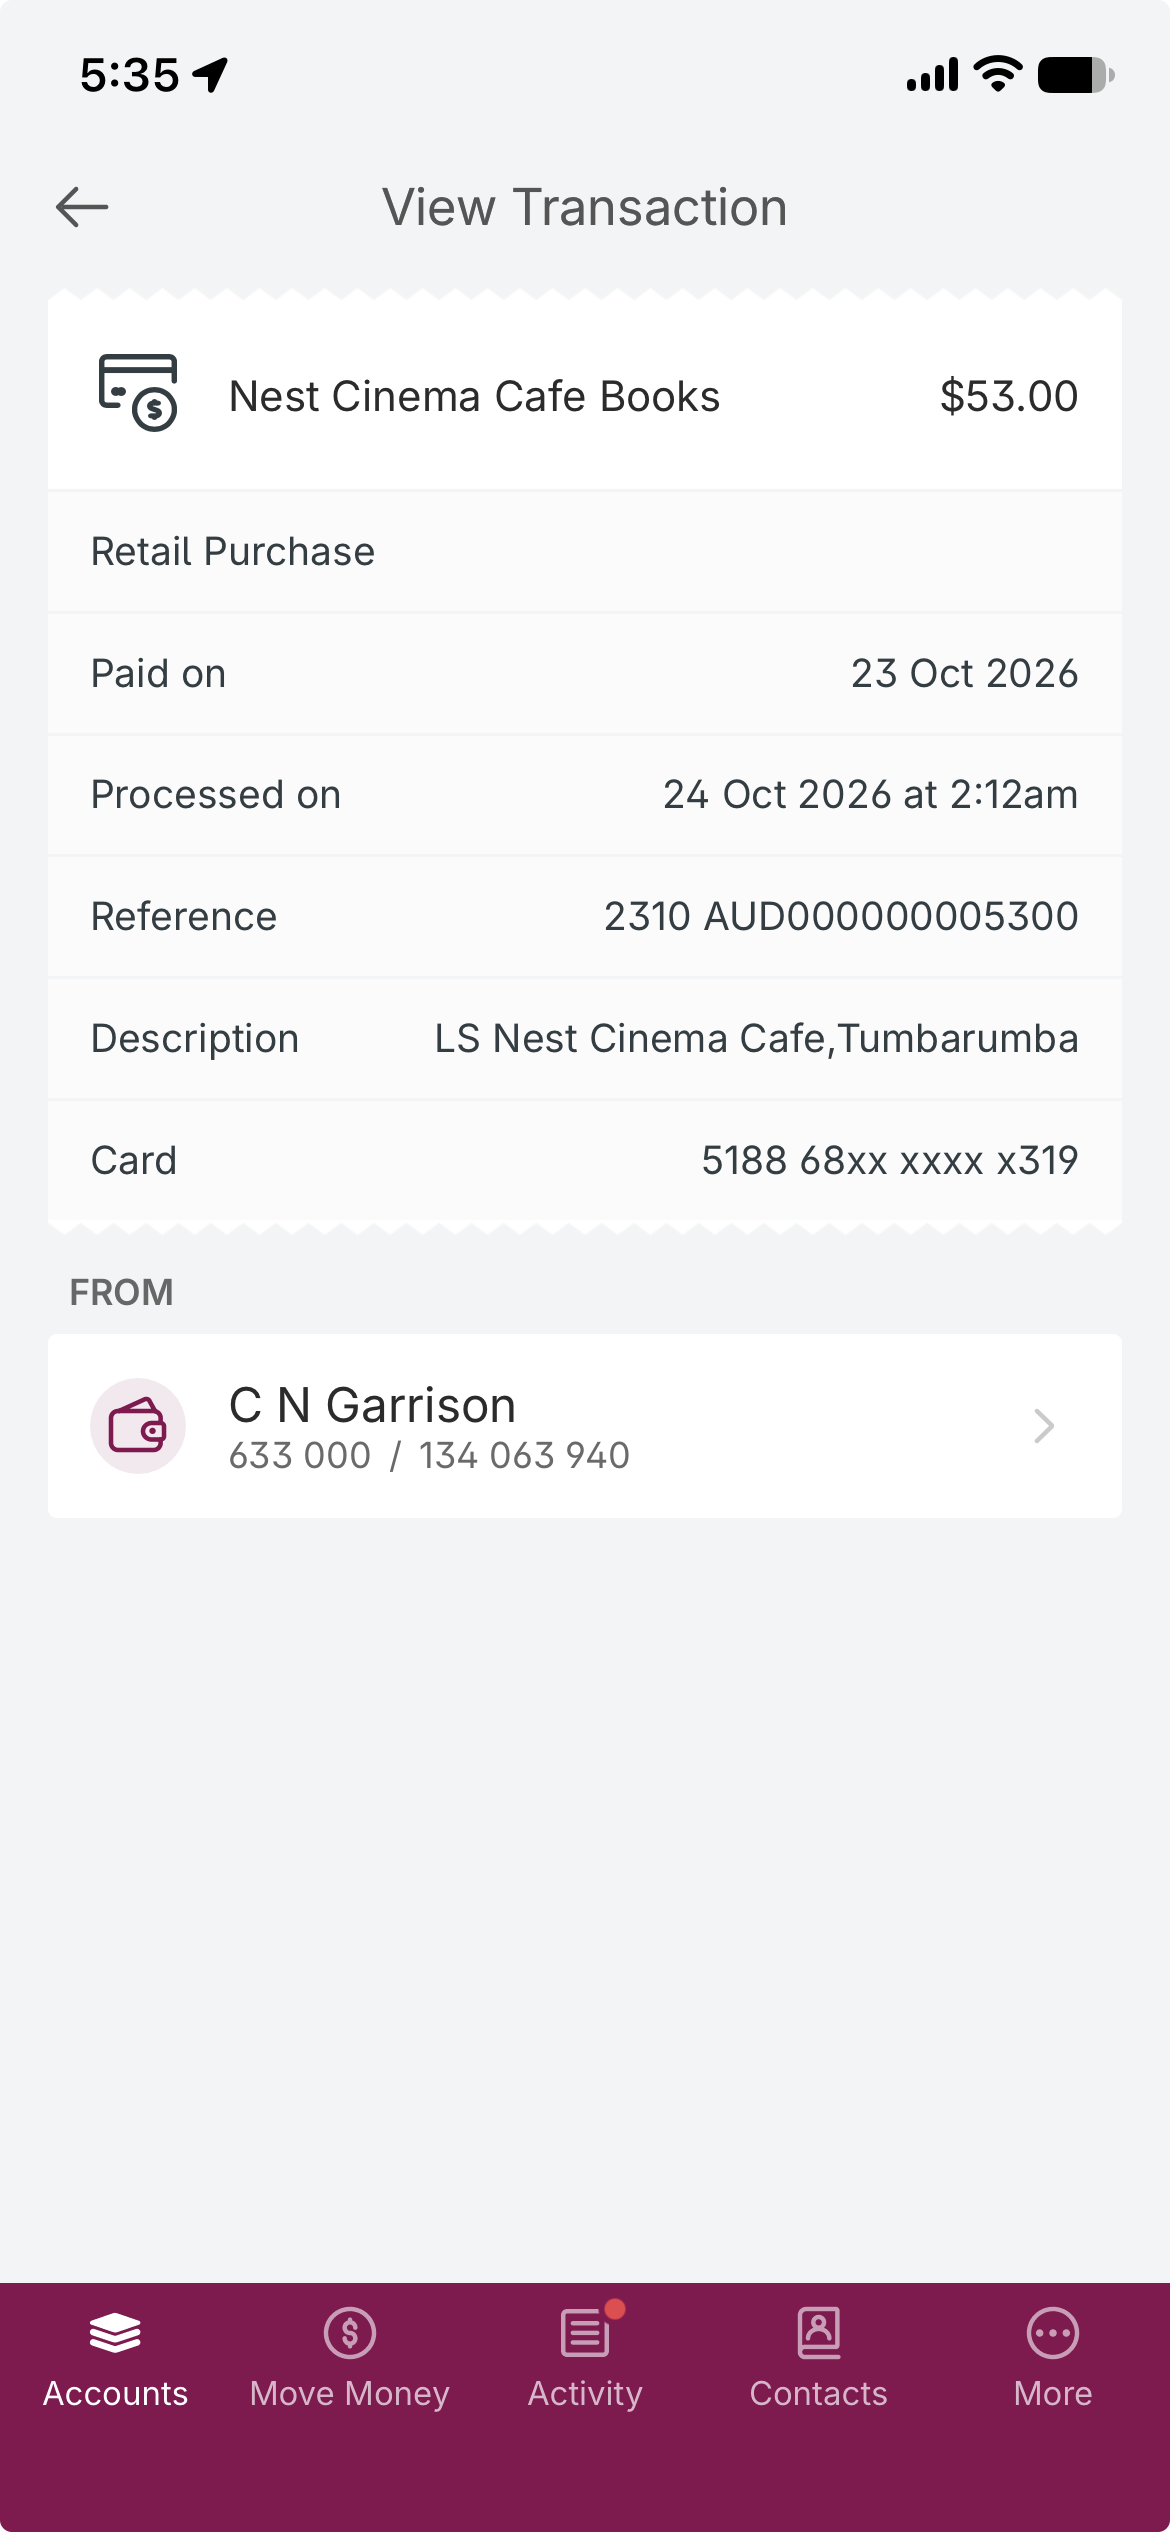 5:35
View Transaction
Nest Cinema Cafe Books $53.00
Retail Purchase
Paid on 23 Oct 2026
Processed on 24 Oct 2026 at 2:12am
Reference 2310 AUD000000005300
Description LS Nest Cinema Cafe,Tumbarumba
Card 5188 68xx xxxx x319
FROM
C N Garrison
633 000 / 134 063 940
Accounts Move Money Activity Contacts More